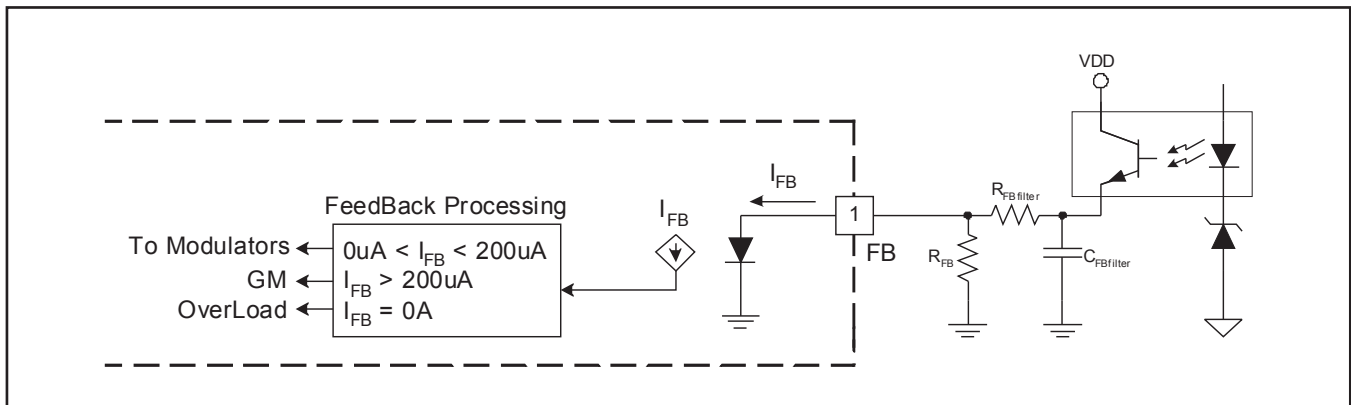 VDD
I_FB
R_FBfilter
FeedBack Processing
I_FB
1
FB
To Modulators
0uA < I_FB < 200uA
R_FB
C_FBfilter
GM
I_FB > 200uA
OverLoad
I_FB = 0A